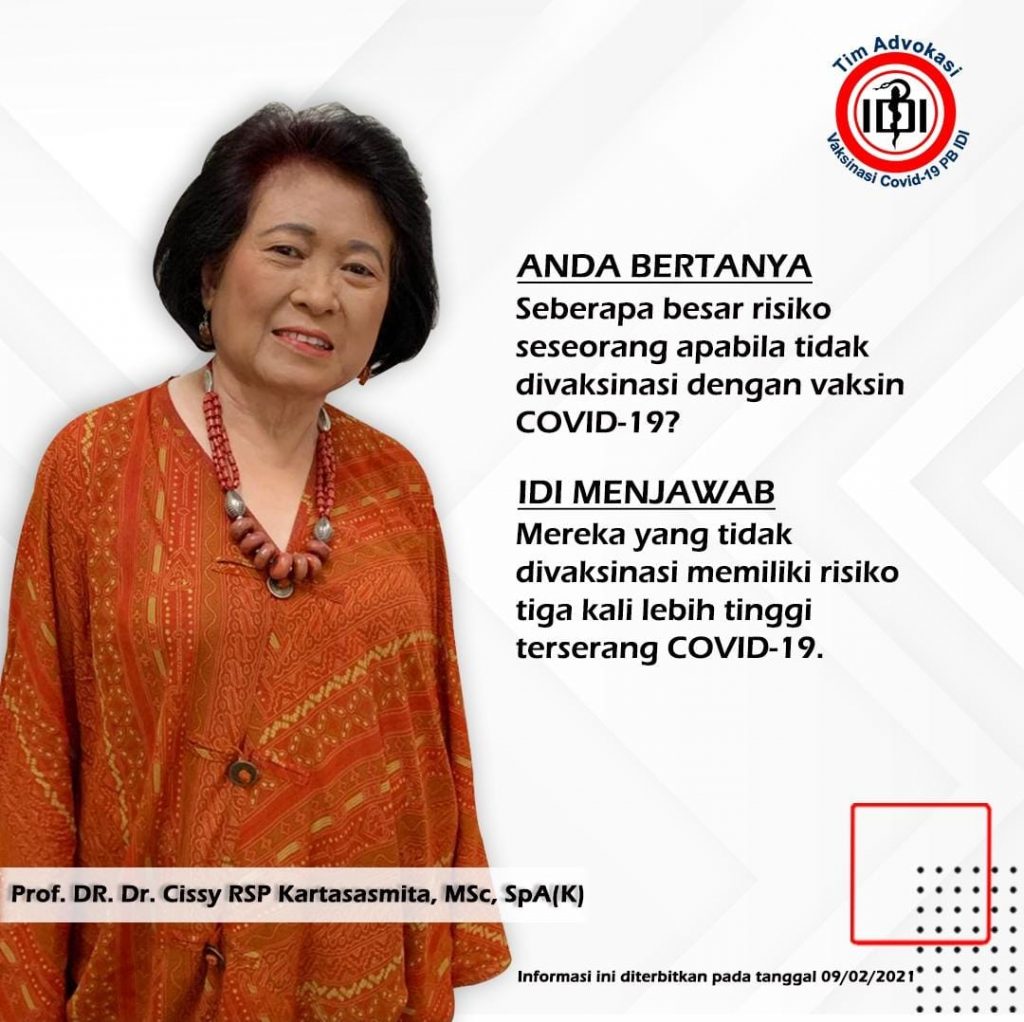 Tim Advokasi
IDI
Vaksinasi Covid-19 PB IDI
ANDA BERTANYA
Seberapa besar risiko
seseorang apabila tidak
divaksinasi dengan vaksin
COVID-19?
IDI MENJAWAB
Mereka yang tidak
divaksinasi memiliki risiko
tiga kali lebih tinggi
terserang COVID-19.
Prof. DR. Dr. Cissy RSP Kartasasmita, MSc, SpA(K)
Informasi ini diterbitkan pada tanggal 09/02/2021